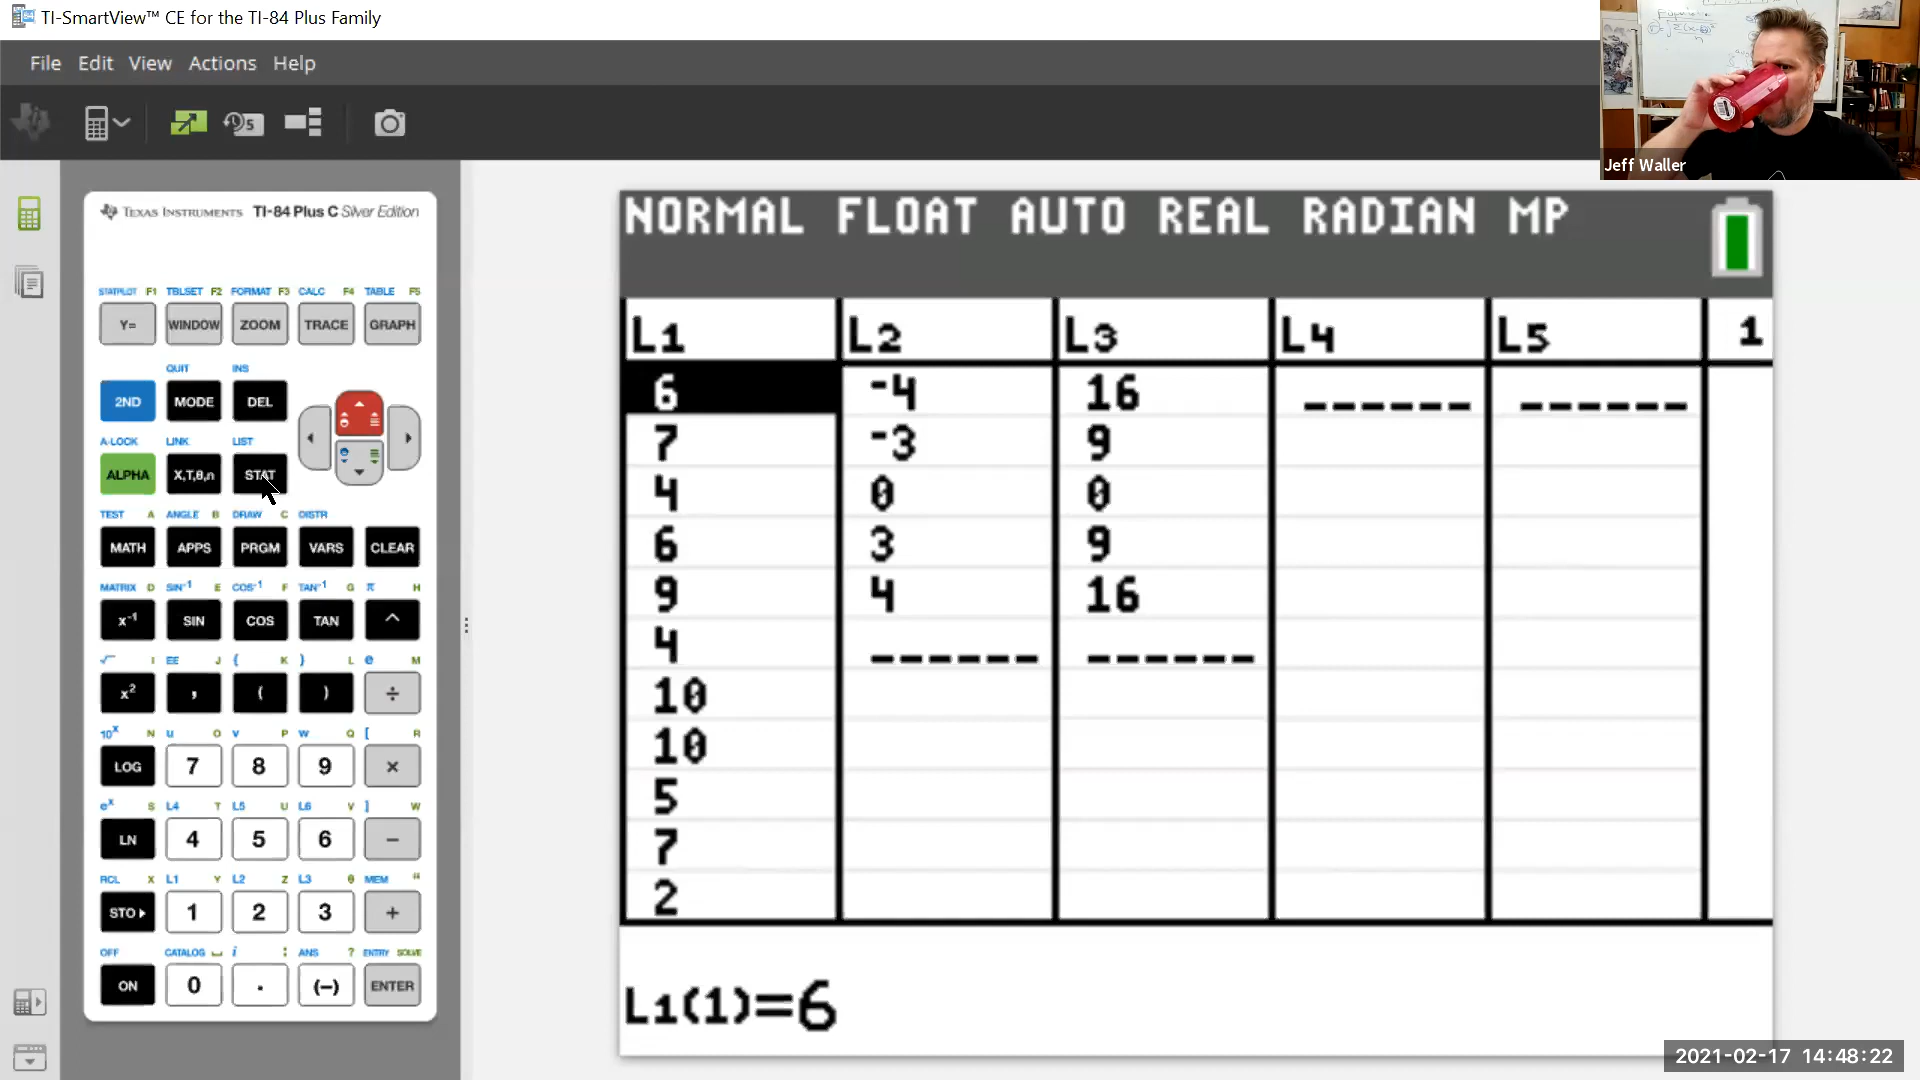 TI-SmartView™ CE for the TI-84 Plus Family
File Edit View Actions Help
Jeff Waller
TEXAS INSTRUMENTS TI-84 Plus C Silver Edition
STATPLOT F1 TBLSET F2 FORMAT F3 CALC F4 TABLE F5
Y= WINDOW ZOOM TRACE GRAPH
QUIT INS
2ND MODE DEL
A-LOCK LINK LIST
ALPHA X,T,θ,n STAT
TEST A ANGLE B DRAW C DISTR
MATH APPS PRGM VARS CLEAR
MATRIX D SIN-1 E COS-1 F TAN-1 G π H
x-1 SIN COS TAN ^
√ I EE J { K } L e M
x2 , ( ) ÷
10x N u O v P w Q [ R
LOG 7 8 9 ×
ex S L4 T L5 U L6 V ] W
LN 4 5 6 −
RCL X L1 Y L2 Z L3 θ MEM "
STO▸ 1 2 3 +
OFF CATALOG i : ANS ? ENTRY SOLVE
ON 0 . (−) ENTER
NORMAL FLOAT AUTO REAL RADIAN MP
L1 L2 L3 L4 L5 1
6 -4 16 ------ ------
7 -3 9
4 0 0
6 3 9
9 4 16
4 ------ ------
10
10
5
7
2
L1(1)=6
2021-02-17 14:48:22